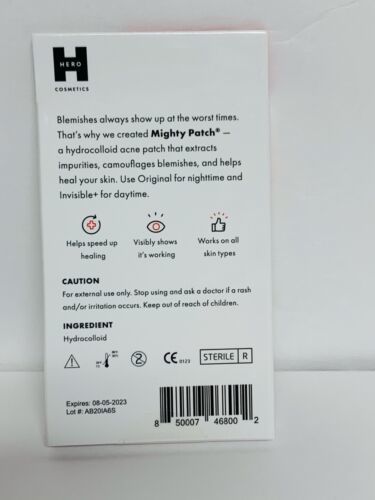 H
HERO
COSMETICS
Blemishes always show up at the worst times.
That's why we created Mighty Patch® —
a hydrocolloid acne patch that extracts
impurities, camouflages blemishes, and helps
heal your skin. Use Original for nighttime and
Invisible+ for daytime.
Helps speed up
healing
Visibly shows
it's working
Works on all
skin types
CAUTION
For external use only. Stop using and ask a doctor if a rash
and/or irritation occurs. Keep out of reach of children.
INGREDIENT
Hydrocolloid
2
CE 0123
STERILE R
Expires: 08-05-2023
Lot #: AB20IA6S
8 50007 46800 2